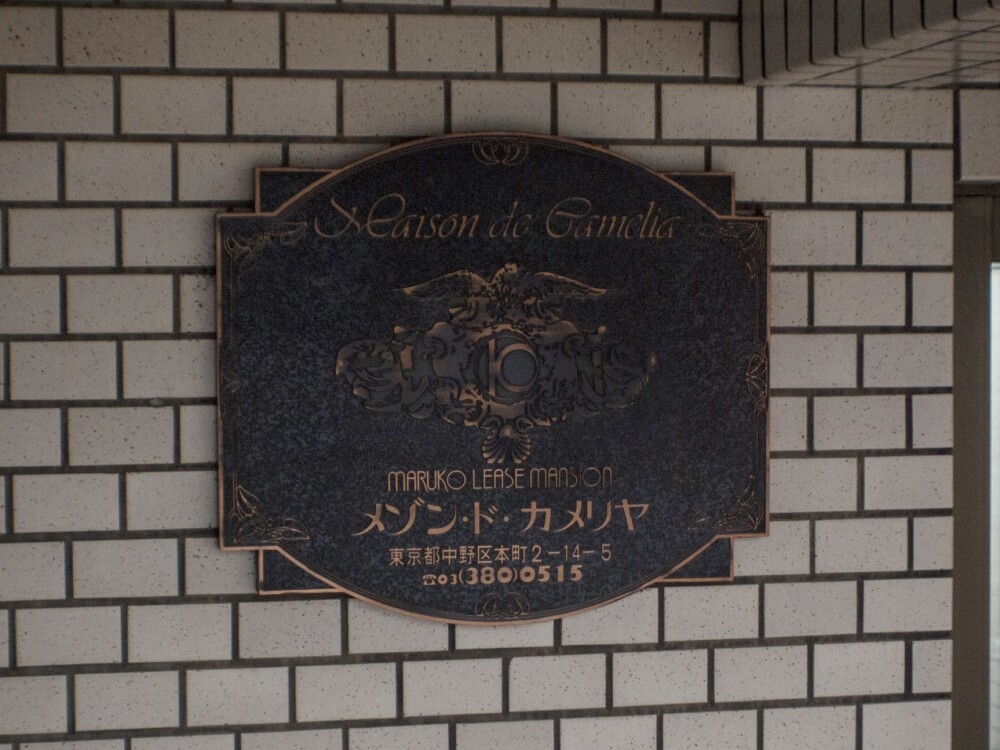 Maison de Camelia
MARUKO LEASE MANSION
メゾン・ド・カメリヤ
東京都中野区本町2-14-5
☎03(380)0515